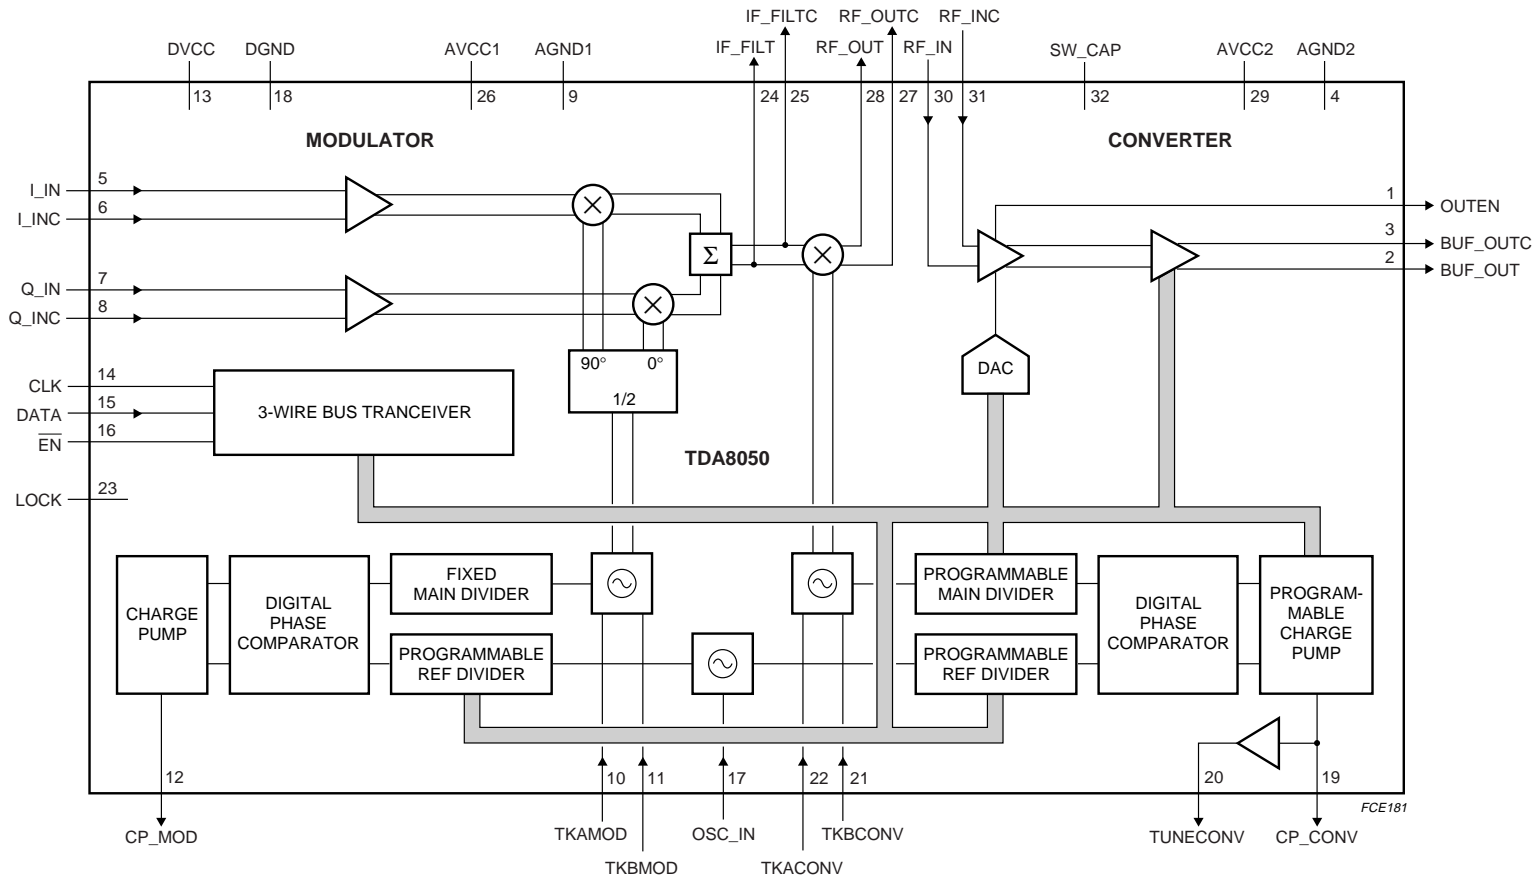 IF_FILTC RF_OUTC RF_INC
DVCC DGND AVCC1 AGND1 IF_FILT RF_OUT RF_IN SW_CAP AVCC2 AGND2
13 18 26 9 24 25 28 27 30 31 32 29 4
MODULATOR CONVERTER
I_IN 5
I_INC 6
1 OUTEN
3 BUF_OUTC
2 BUF_OUT
Σ
Q_IN 7
Q_INC 8
90° 0°
1/2
DAC
CLK 14
DATA 15
EN 16
3-WIRE BUS TRANCEIVER
TDA8050
LOCK 23
CHARGE
PUMP
DIGITAL
PHASE
COMPARATOR
FIXED
MAIN DIVIDER
PROGRAMMABLE
REF DIVIDER
PROGRAMMABLE
MAIN DIVIDER
PROGRAMMABLE
REF DIVIDER
DIGITAL
PHASE
COMPARATOR
PROGRAM-
MABLE
CHARGE
PUMP
12 10 11 17 22 21 20 19
FCE181
CP_MOD TKAMOD OSC_IN TKBCONV TUNECONV CP_CONV
TKBMOD TKACONV